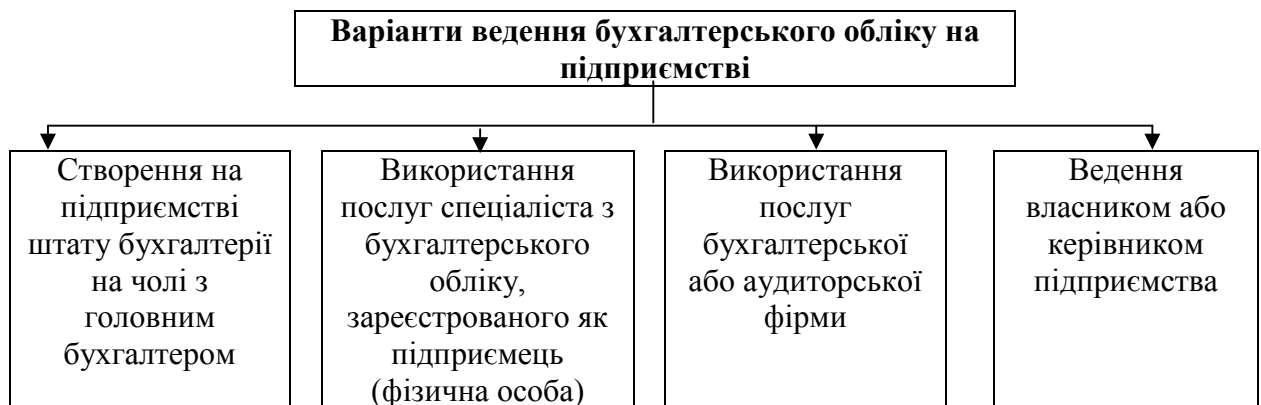 Варіанти ведення бухгалтерського обліку на
підприємстві
Створення на
підприємстві
штату бухгалтерії
на чолі з
головним
бухгалтером
Використання
послуг спеціаліста з
бухгалтерського
обліку,
зареєстрованого як
підприємець
(фізична особа)
Використання
послуг
бухгалтерської
або аудиторської
фірми
Ведення
власником або
керівником
підприємства